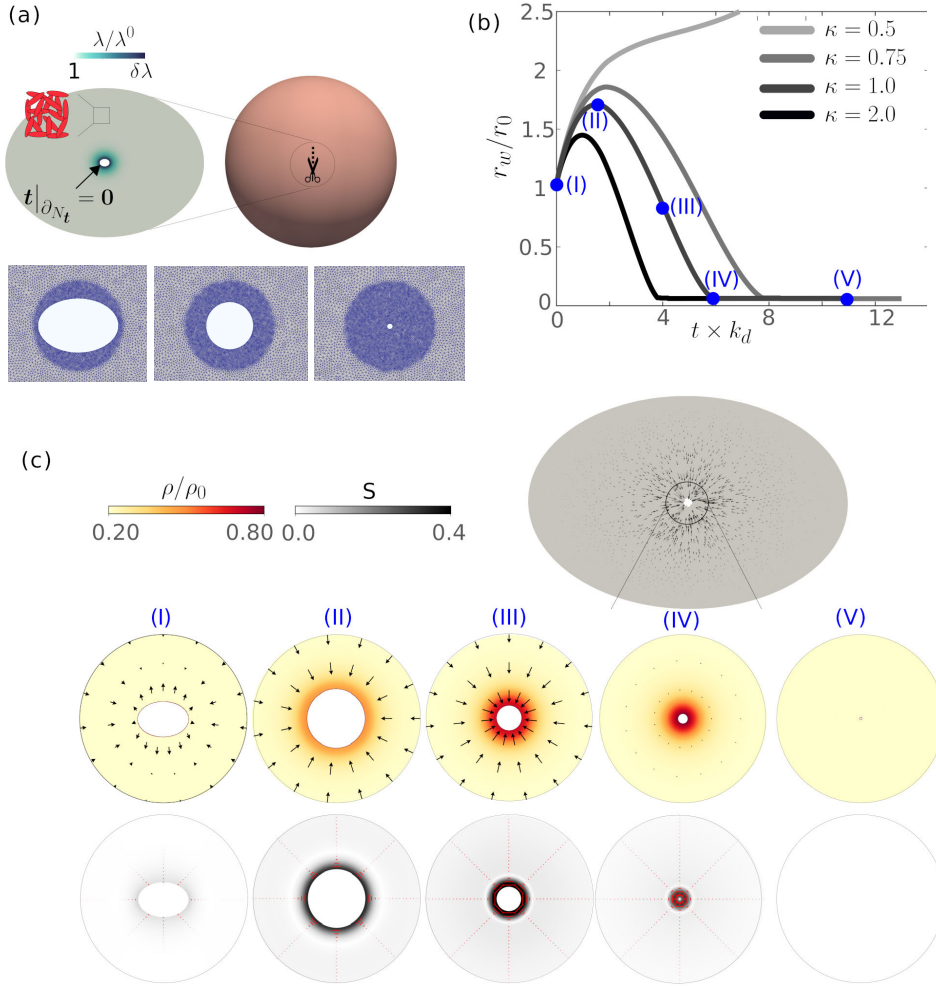 (a)
λ/λ⁰
1 δλ
t|∂N_t = 0
(b)
r_w/r_0
2.5
2
1.5
1
0.5
0
0 4 8 12
t × k_d
κ = 0.5
κ = 0.75
κ = 1.0
κ = 2.0
(I)
(II)
(III)
(IV)
(V)
(c)
ρ/ρ_0
0.20 0.80
S
0.0 0.4
(I) (II) (III) (IV) (V)